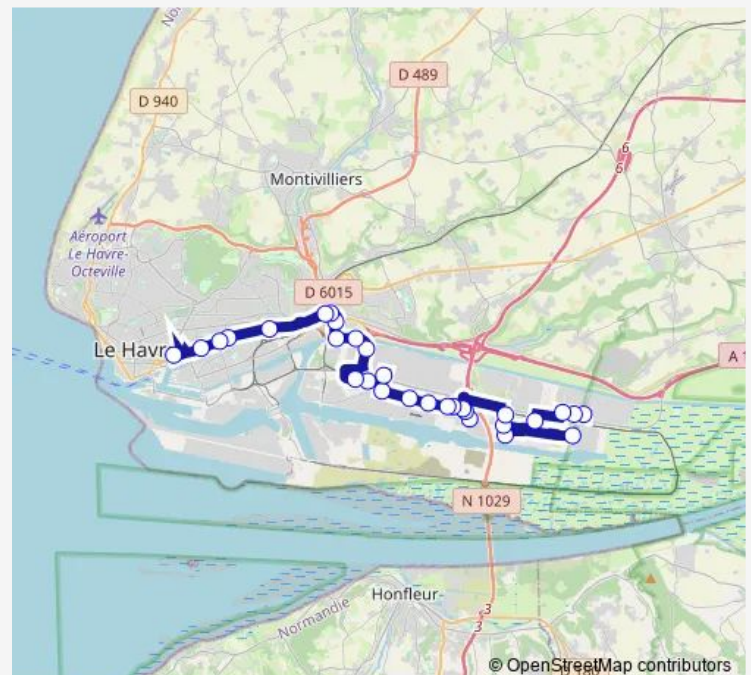 D 489
D 940
Montivilliers
6
6
Aéroport
Le Havre-
Octeville
D 6015
Le Havr
A 1
N 1029
Honfleur
Normandie
3
3
© OpenStreetMap contributors